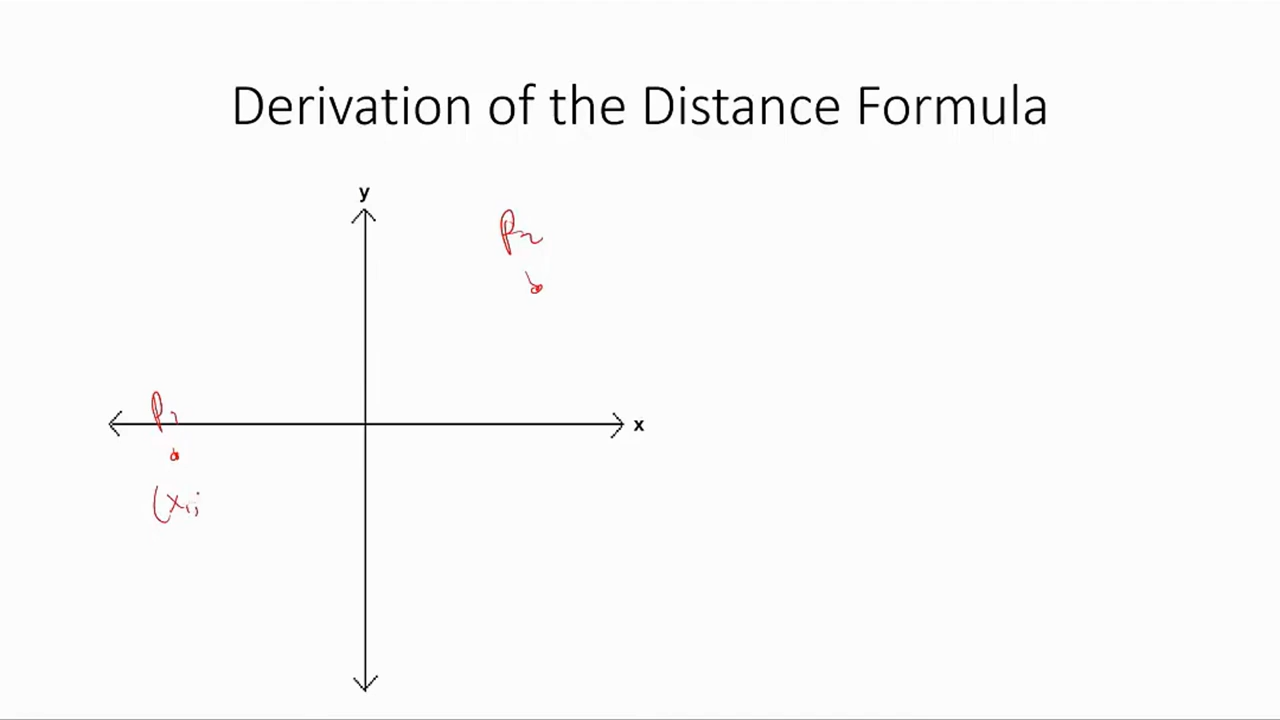 Derivation of the Distance Formula
y
P₂
P₁
x
(x₁,